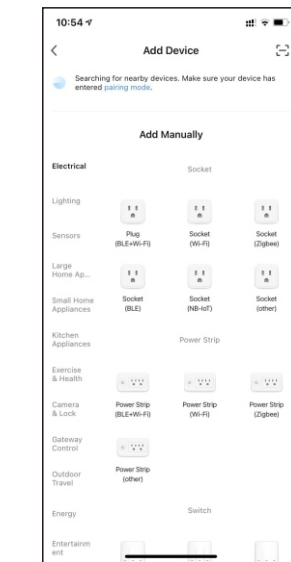 10:54
Add Device
Searching for nearby devices. Make sure your device has
entered pairing mode.
Add Manually
Electrical
Lighting
Sensors
Large
Home Ap...
Small Home
Appliances
Kitchen
Appliances
Exercise
& Health
Camera
& Lock
Gateway
Control
Outdoor
Travel
Energy
Entertainm
ent
Socket
Plug
(BLE+Wi-Fi)
Socket
(Wi-Fi)
Socket
(Zigbee)
Socket
(BLE)
Socket
(NB-IoT)
Socket
(other)
Power Strip
Power Strip
(BLE+Wi-Fi)
Power Strip
(Wi-Fi)
Power Strip
(Zigbee)
Power Strip
(other)
Switch